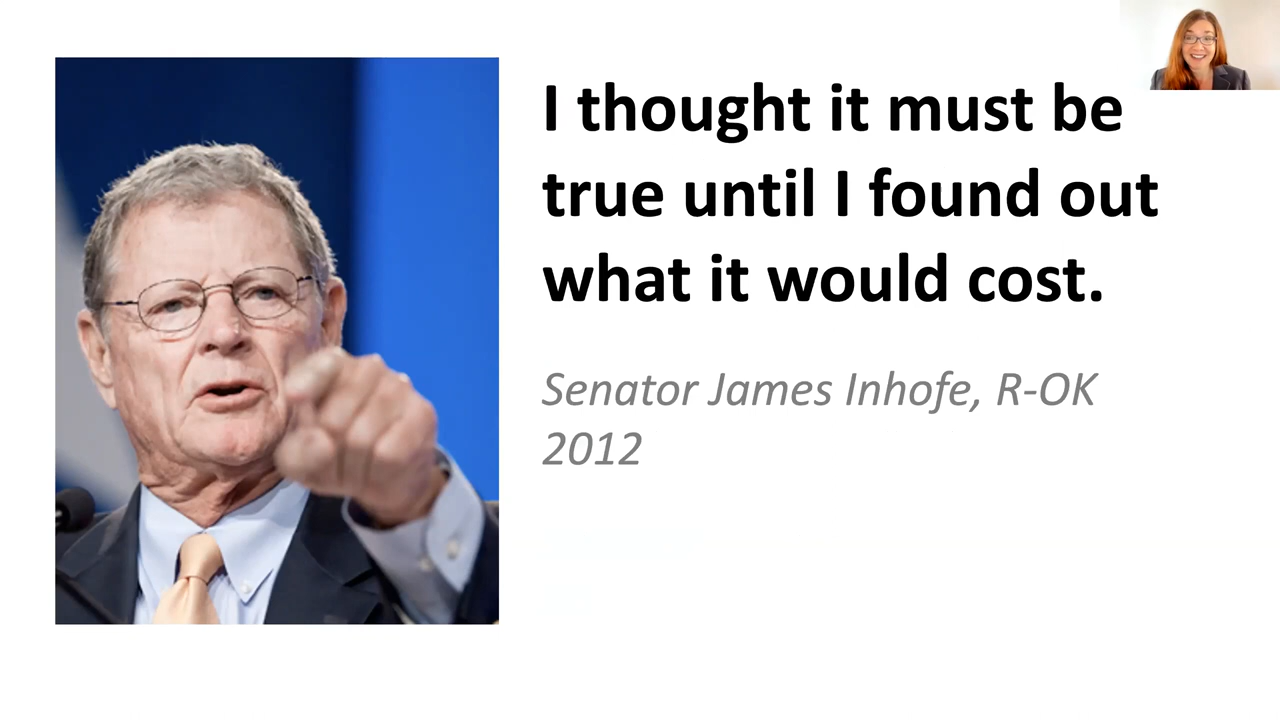 I thought it must be
true until I found out
what it would cost.
Senator James Inhofe, R-OK
2012